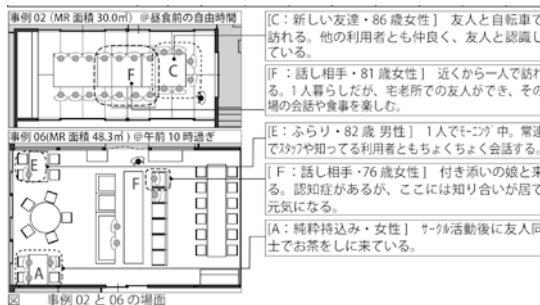 事例 02（MR 面積 30.0㎡）@昼食前の自由時間
C
F
[C：新しい友達・86 歳女性] 友人と自転車で
訪れる。他の利用者とも仲良く、友人と認識し
ている。
[F：話し相手・81 歳女性] 近くから一人で訪れ
る。1 人暮らしだが、宅老所での友人ができ、その
場の会話や食事を楽しむ。
事例 06(MR 面積 48.3㎡）@午前 10 時過ぎ
E
F
A
[E：ふらり・82 歳 男性] 1 人でモーニング中。常連
でスタッフや知ってる利用者ともちょくちょく会話する。
[F：話し相手・76 歳女性] 付き添いの娘と来
る。認知症があるが、ここには知り合いが居て
元気になる。
[A：純粋持込み・女性] サークル活動後に友人同
士でお茶をしに来ている。
図 事例 02 と 06 の場面